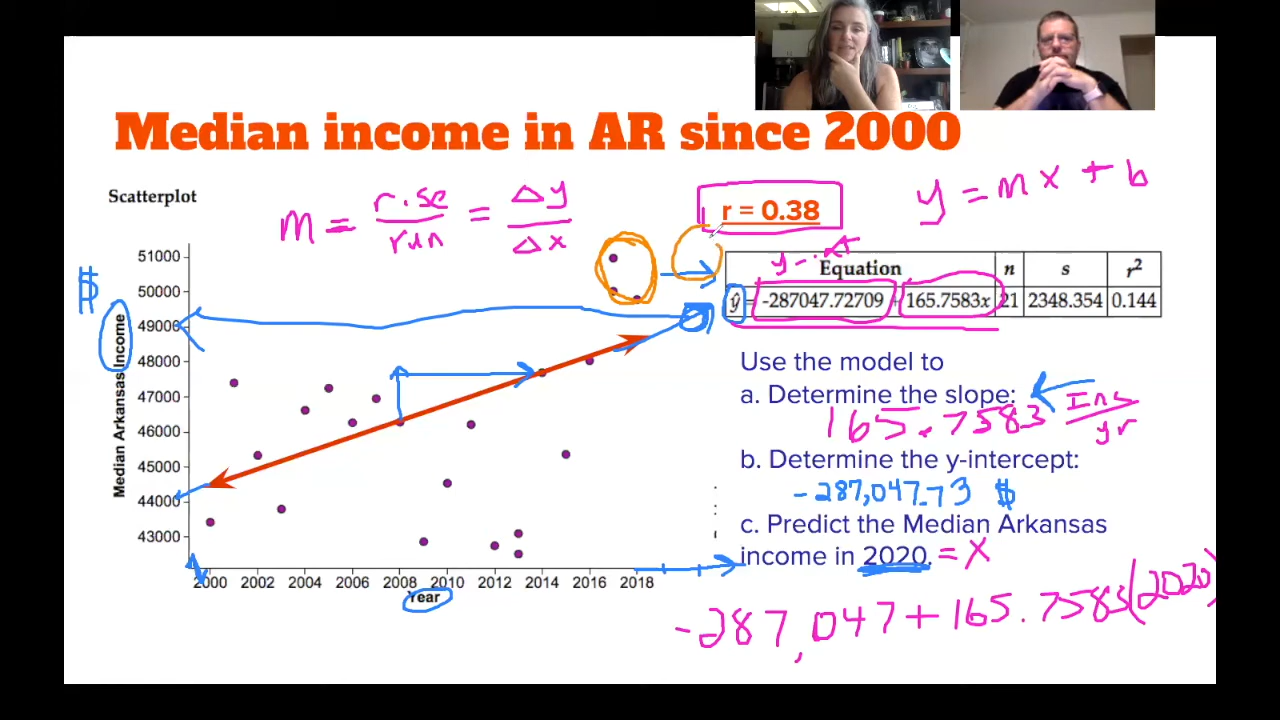 Median income in AR since 2000
Scatterplot
m = rise/run = Δy/Δx
r = 0.38
y = mx + b
Equation n s r²
ŷ = -287047.72709 + 165.7583x 21 2348.354 0.144
$
Median Arkansas Income
51000
50000
49000
48000
47000
46000
45000
44000
43000
2000 2002 2004 2006 2008 2010 2012 2014 2016 2018
Year
Use the model to
a. Determine the slope:
165.7583 Inc $/yr
b. Determine the y-intercept:
-287,047.73 $
c. Predict the Median Arkansas
income in 2020. = x
-287,047 + 165.7583(2020)